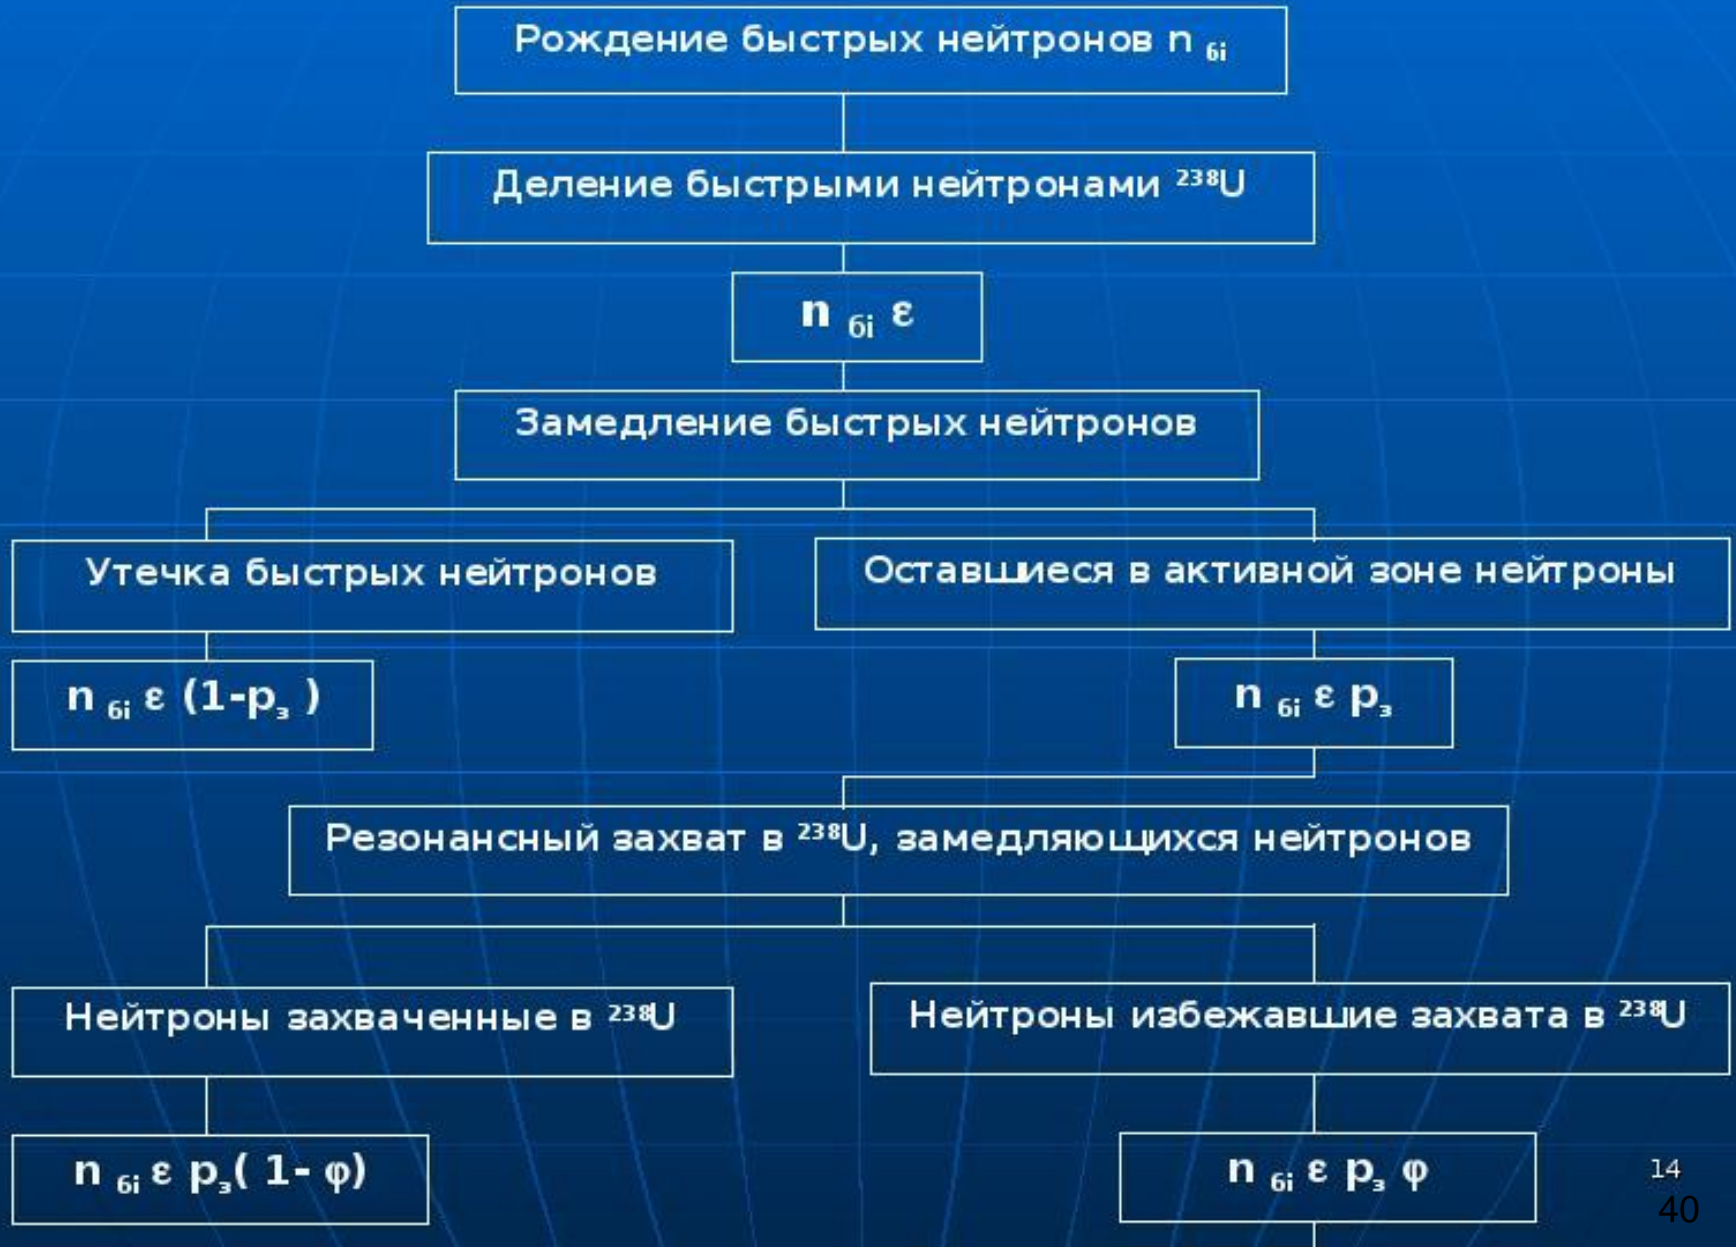 Рождение быстрых нейтронов n бi
Деление быстрыми нейтронами ²³⁸U
n бi ε
Замедление быстрых нейтронов
Утечка быстрых нейтронов
Оставшиеся в активной зоне нейтроны
n бi ε (1-pз )
n бi ε pз
Резонансный захват в ²³⁸U, замедляющихся нейтронов
Нейтроны захваченные в ²³⁸U
Нейтроны избежавшие захвата в ²³⁸U
n бi ε pз( 1- φ)
n бi ε pз φ
14
40